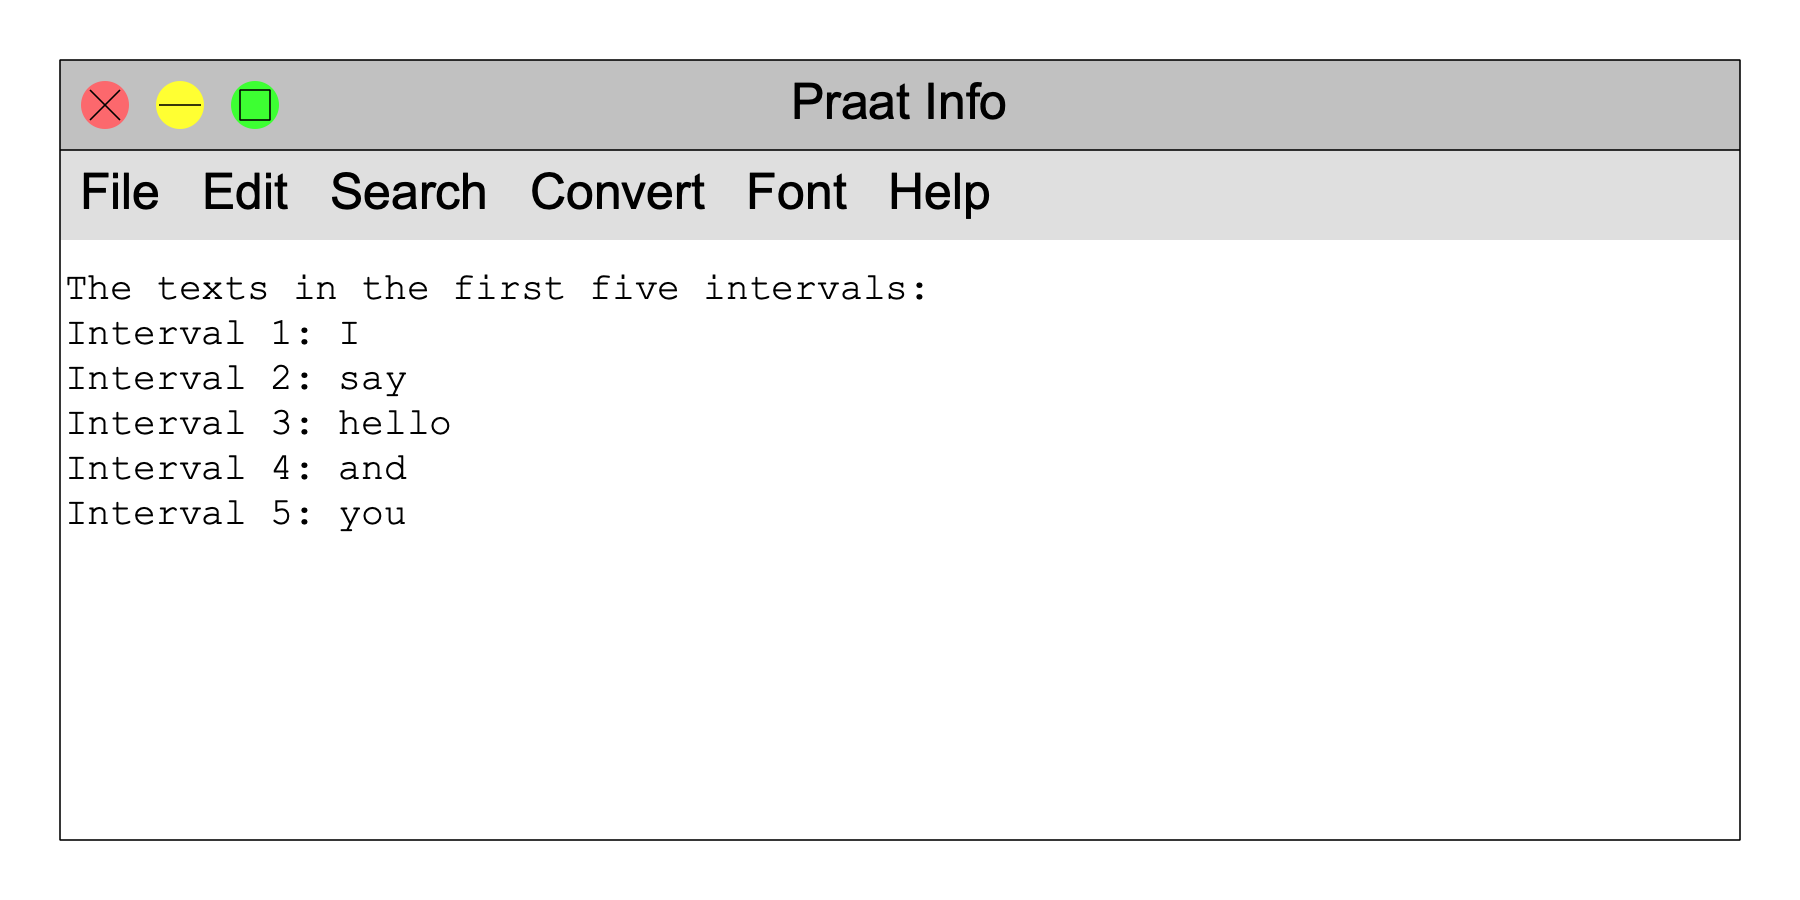 Praat Info
File Edit Search Convert Font Help
The texts in the first five intervals:
Interval 1: I
Interval 2: say
Interval 3: hello
Interval 4: and
Interval 5: you